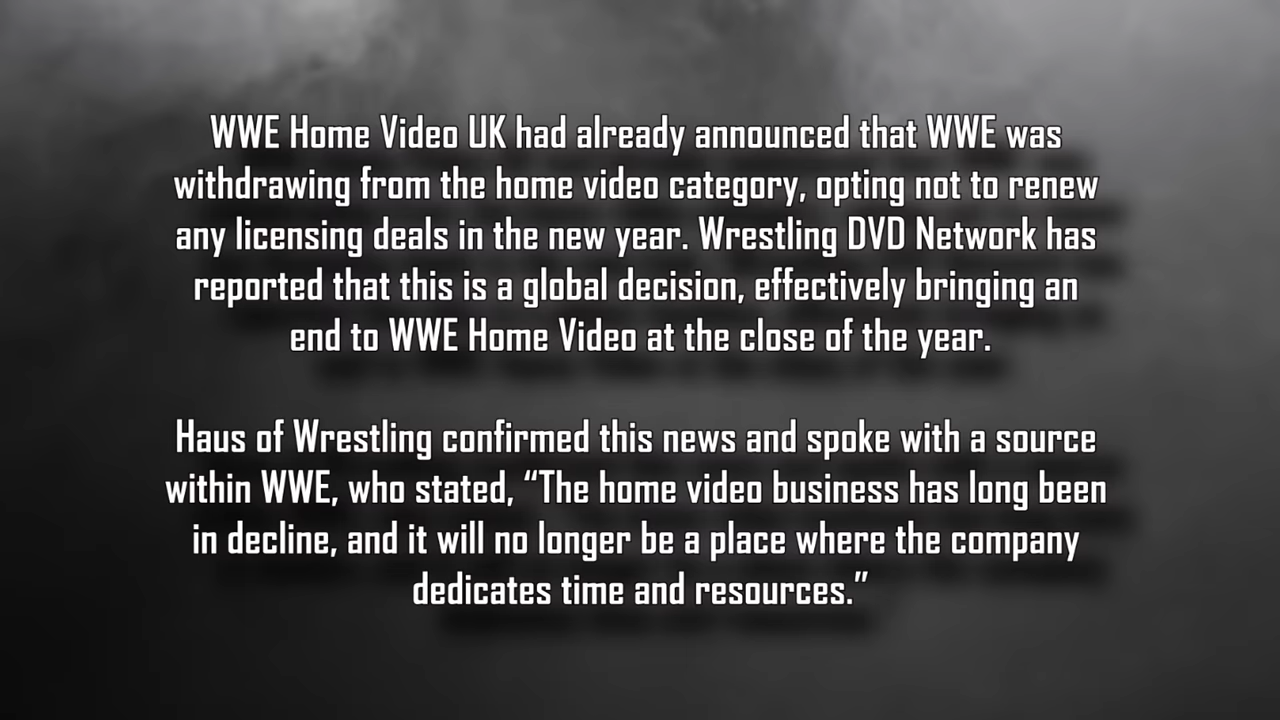 WWE Home Video UK had already announced that WWE was
withdrawing from the home video category, opting not to renew
any licensing deals in the new year. Wrestling DVD Network has
reported that this is a global decision, effectively bringing an
end to WWE Home Video at the close of the year.
Haus of Wrestling confirmed this news and spoke with a source
within WWE, who stated, “The home video business has long been
in decline, and it will no longer be a place where the company
dedicates time and resources.”